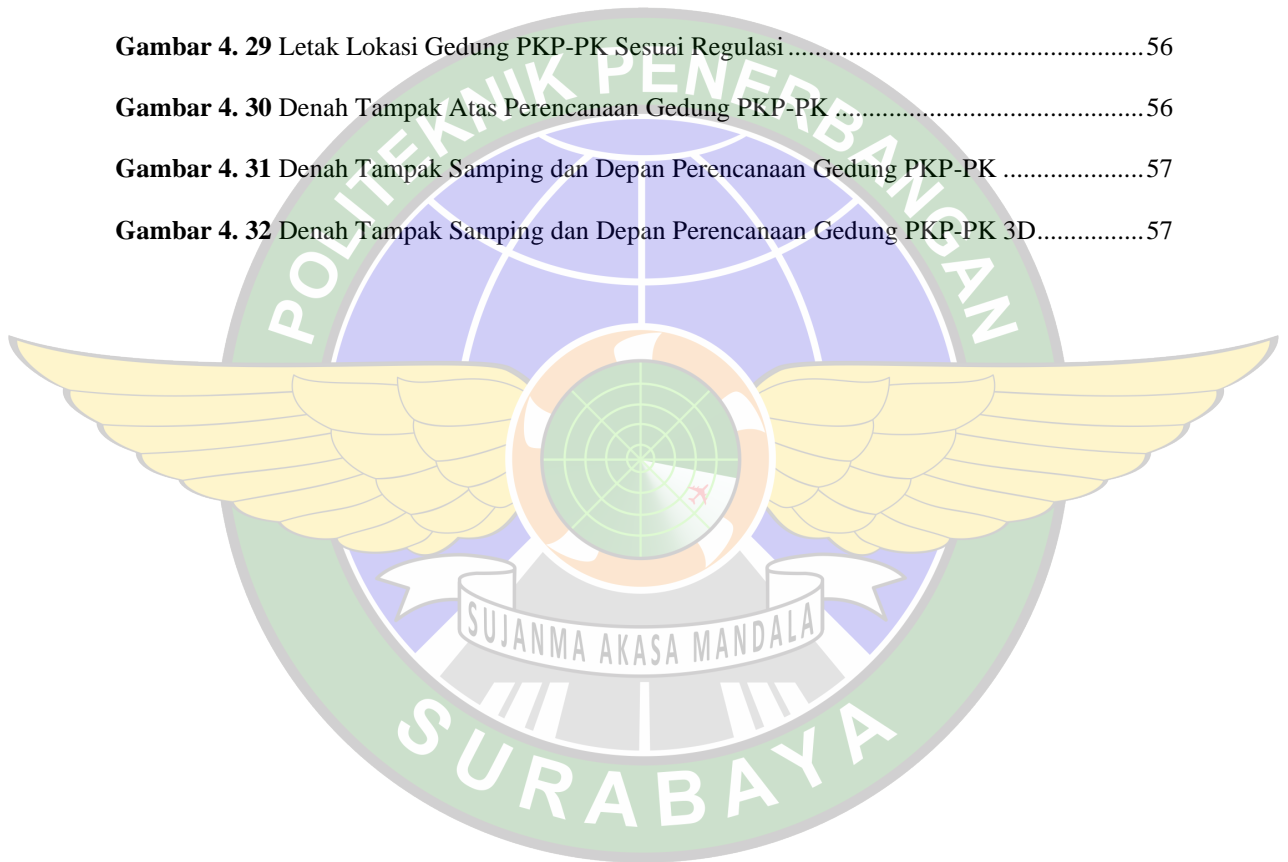 Gambar 4. 29 Letak Lokasi Gedung PKP-PK Sesuai Regulasi ........................................................... 56
Gambar 4. 30 Denah Tampak Atas Perencanaan Gedung PKP-PK .................................................... 56
Gambar 4. 31 Denah Tampak Samping dan Depan Perencanaan Gedung PKP-PK ..................... 57
Gambar 4. 32 Denah Tampak Samping dan Depan Perencanaan Gedung PKP-PK 3D................ 57
POLITEKNIK PENERBANGAN
SUJANMA AKASA MANDALA
SURABAYA